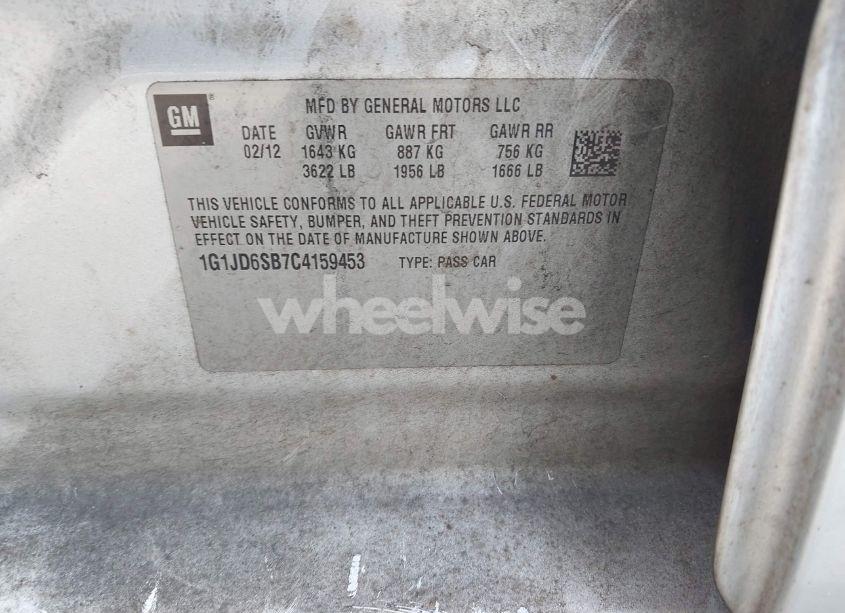 GM ®
MFD BY GENERAL MOTORS LLC
DATE GVWR GAWR FRT GAWR RR
02/12 1643 KG 887 KG 756 KG
3622 LB 1956 LB 1666 LB
THIS VEHICLE CONFORMS TO ALL APPLICABLE U.S. FEDERAL MOTOR
VEHICLE SAFETY, BUMPER, AND THEFT PREVENTION STANDARDS IN
EFFECT ON THE DATE OF MANUFACTURE SHOWN ABOVE.
1G1JD6SB7C4159453 TYPE: PASS CAR
wheelwise